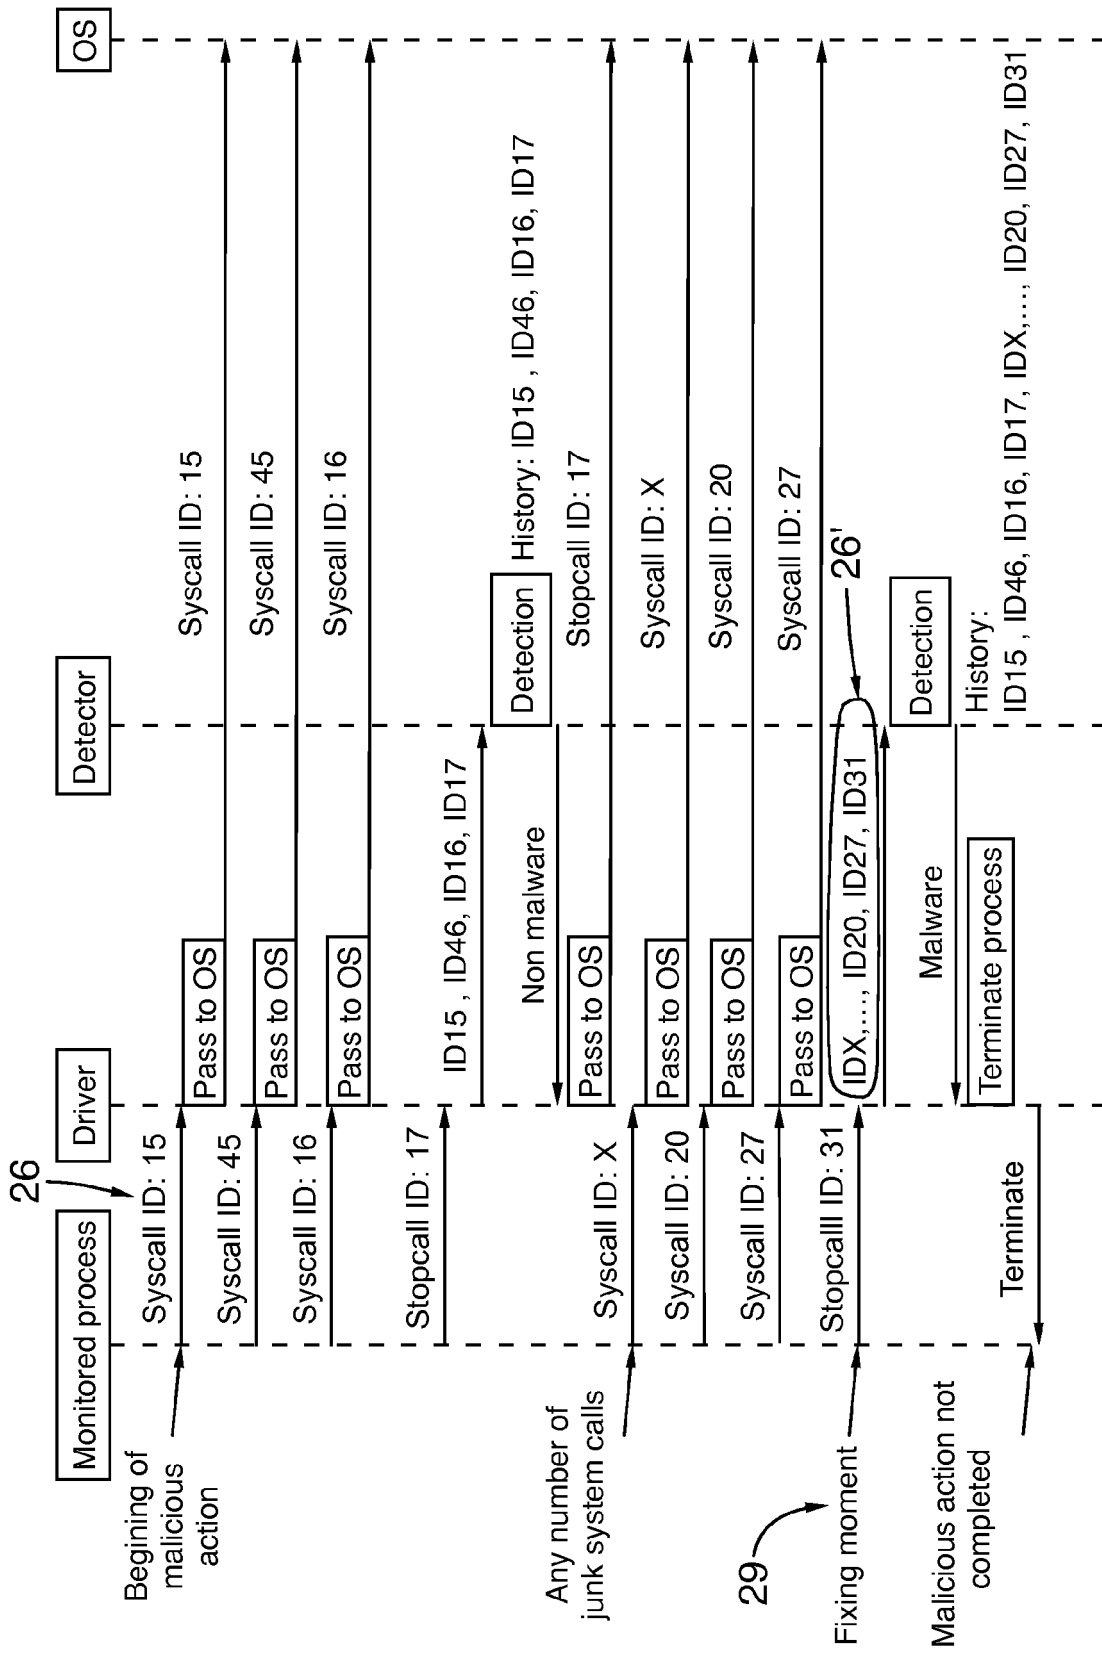 Monitored process
Driver
Detector
OS
26
Begining of
malicious
action
Syscall ID: 15
Pass to OS
Syscall ID: 15
Syscall ID: 45
Pass to OS
Syscall ID: 45
Syscall ID: 16
Pass to OS
Syscall ID: 16
Stopcall ID: 17
ID15 , ID46, ID16, ID17
Detection
History: ID15 , ID46, ID16, ID17
Non malware
Pass to OS
Stopcall ID: 17
Any number of
junk system calls
Syscall ID: X
Pass to OS
Syscall ID: X
Syscall ID: 20
Pass to OS
Syscall ID: 20
Syscall ID: 27
Pass to OS
Syscall ID: 27
29
Fixing moment
Stopcalll ID: 31
IDX,..., ID20, ID27, ID31
26'
Detection
Malware
History:
ID15 , ID46, ID16, ID17, IDX,..., ID20, ID27, ID31
Terminate process
Terminate
Malicious action not
completed